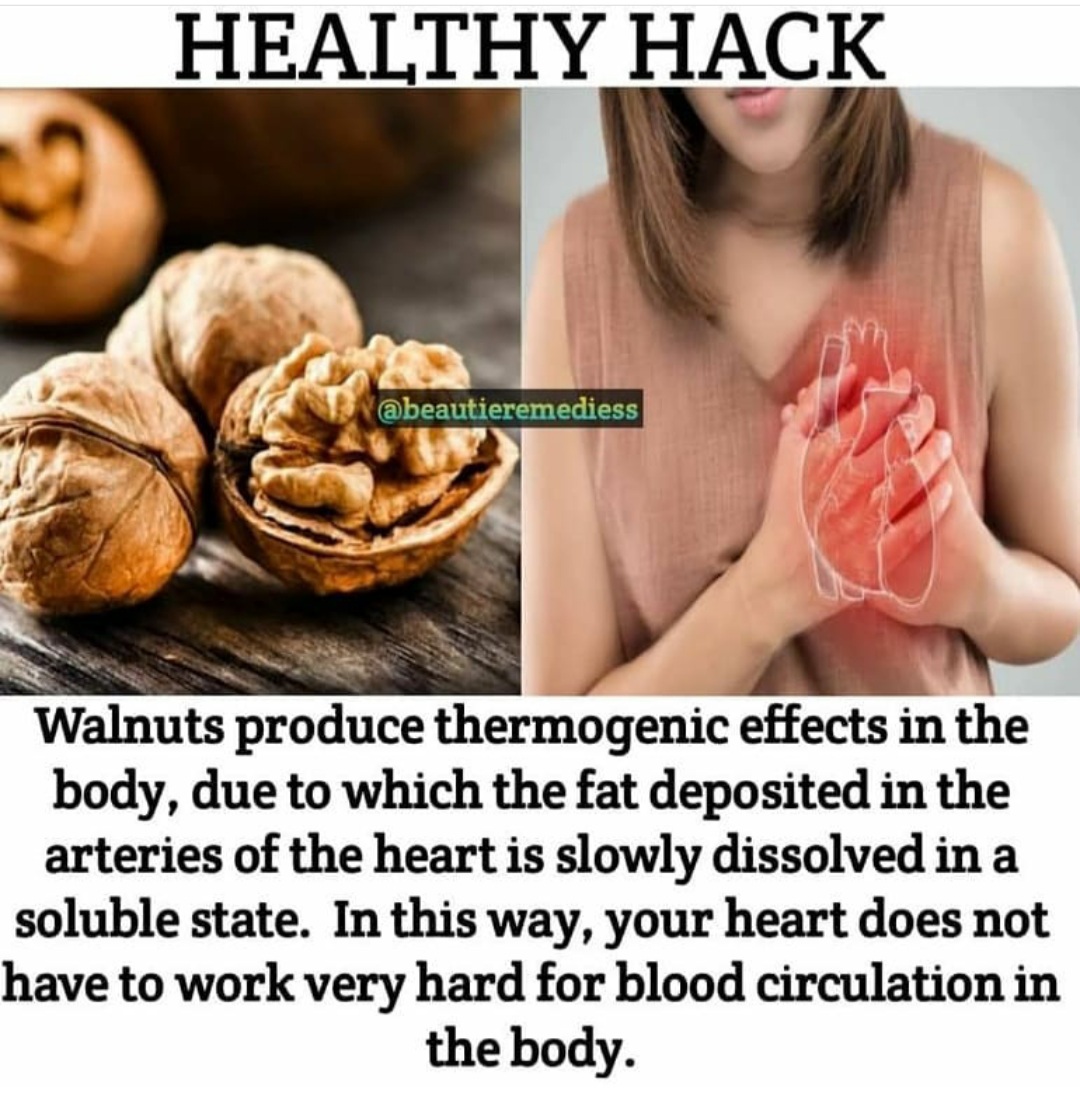 HEALTHY HACK
@beautieremediess
Walnuts produce thermogenic effects in the
body, due to which the fat deposited in the
arteries of the heart is slowly dissolved in a
soluble state. In this way, your heart does not
have to work very hard for blood circulation in
the body.